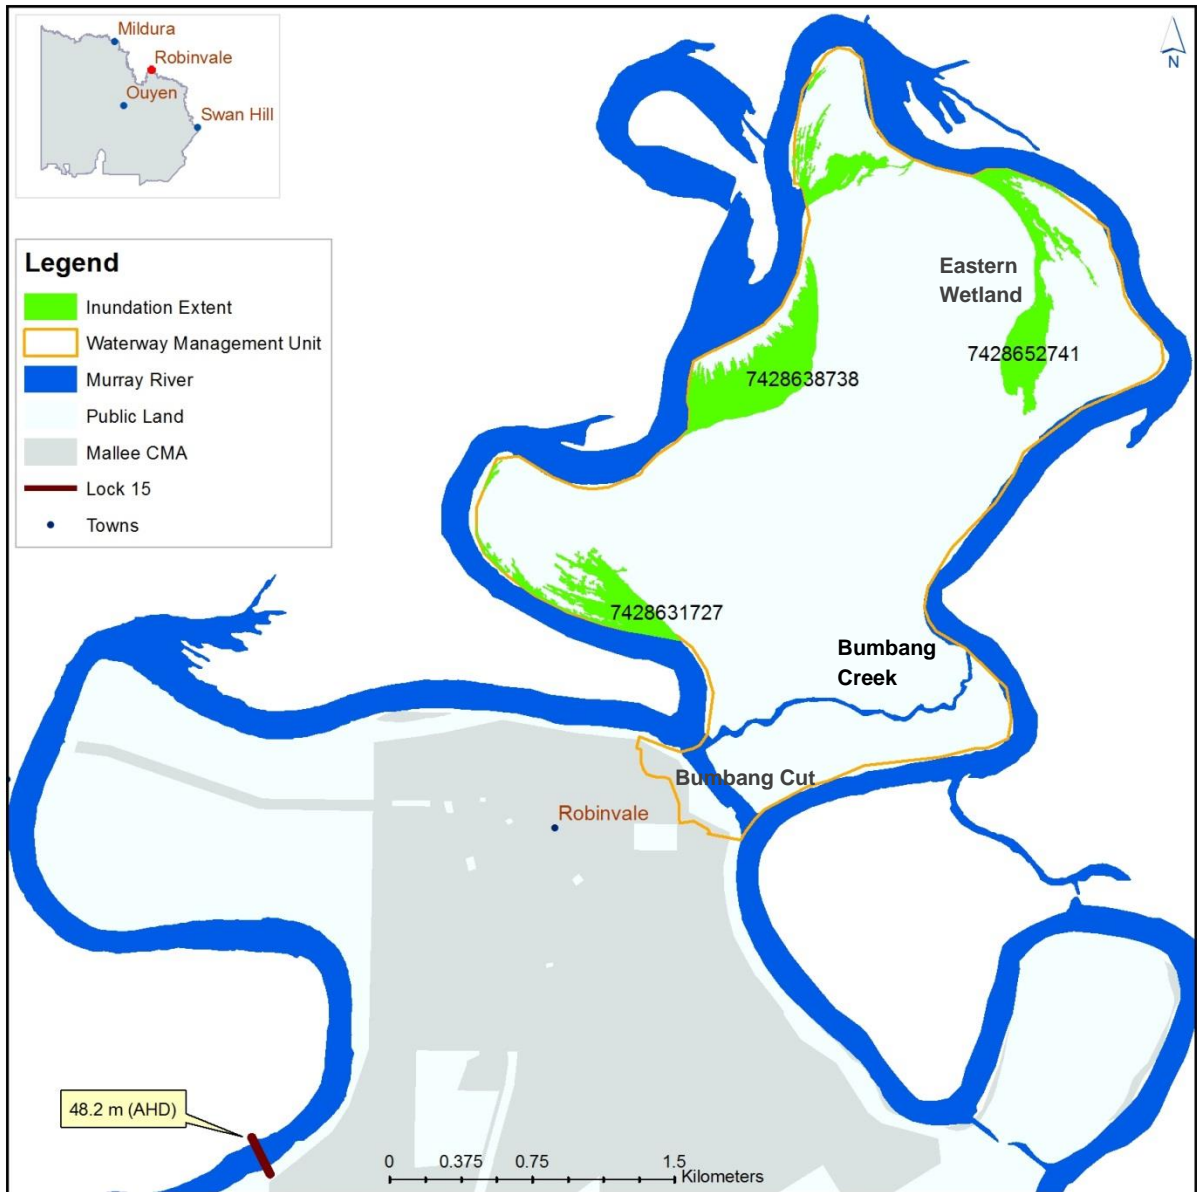 Mildura
Robinvale
Ouyen
Swan Hill
N
Legend
Inundation Extent
Waterway Management Unit
Murray River
Public Land
Mallee CMA
Lock 15
Towns
Eastern
Wetland
7428652741
7428638738
7428631727
Bumbang
Creek
Bumbang Cut
Robinvale
48.2 m (AHD)
0 0.375 0.75 1.5
Kilometers